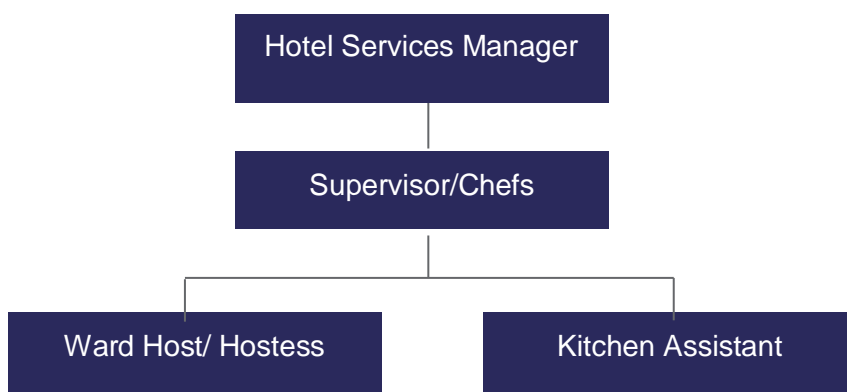 Hotel Services Manager
Supervisor/Chefs
Ward Host/ Hostess
Kitchen Assistant